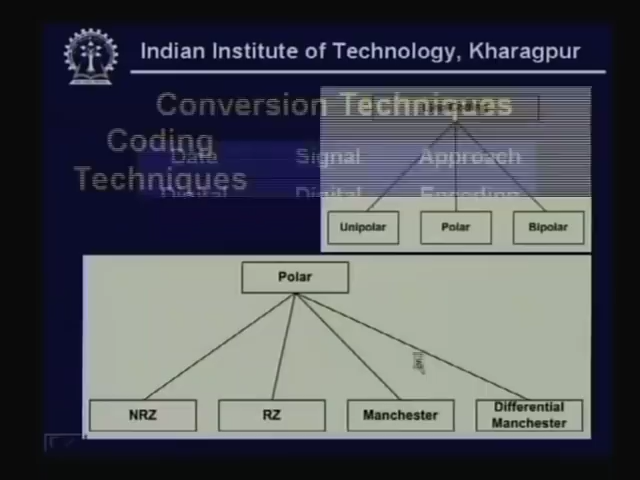 Indian Institute of Technology, Kharagpur
Conversion Techniques
Coding
Techniques
Data Signal Approach
Digital Digital Encoding
Unipolar Polar Bipolar
Polar
NRZ RZ Manchester Differential
Manchester